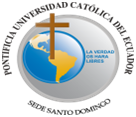 PONTIFICIA UNIVERSIDAD CATÓLICA DEL ECUADOR
LA VERDAD
OS HARÁ
LIBRES
SEDE SANTO DOMINGO